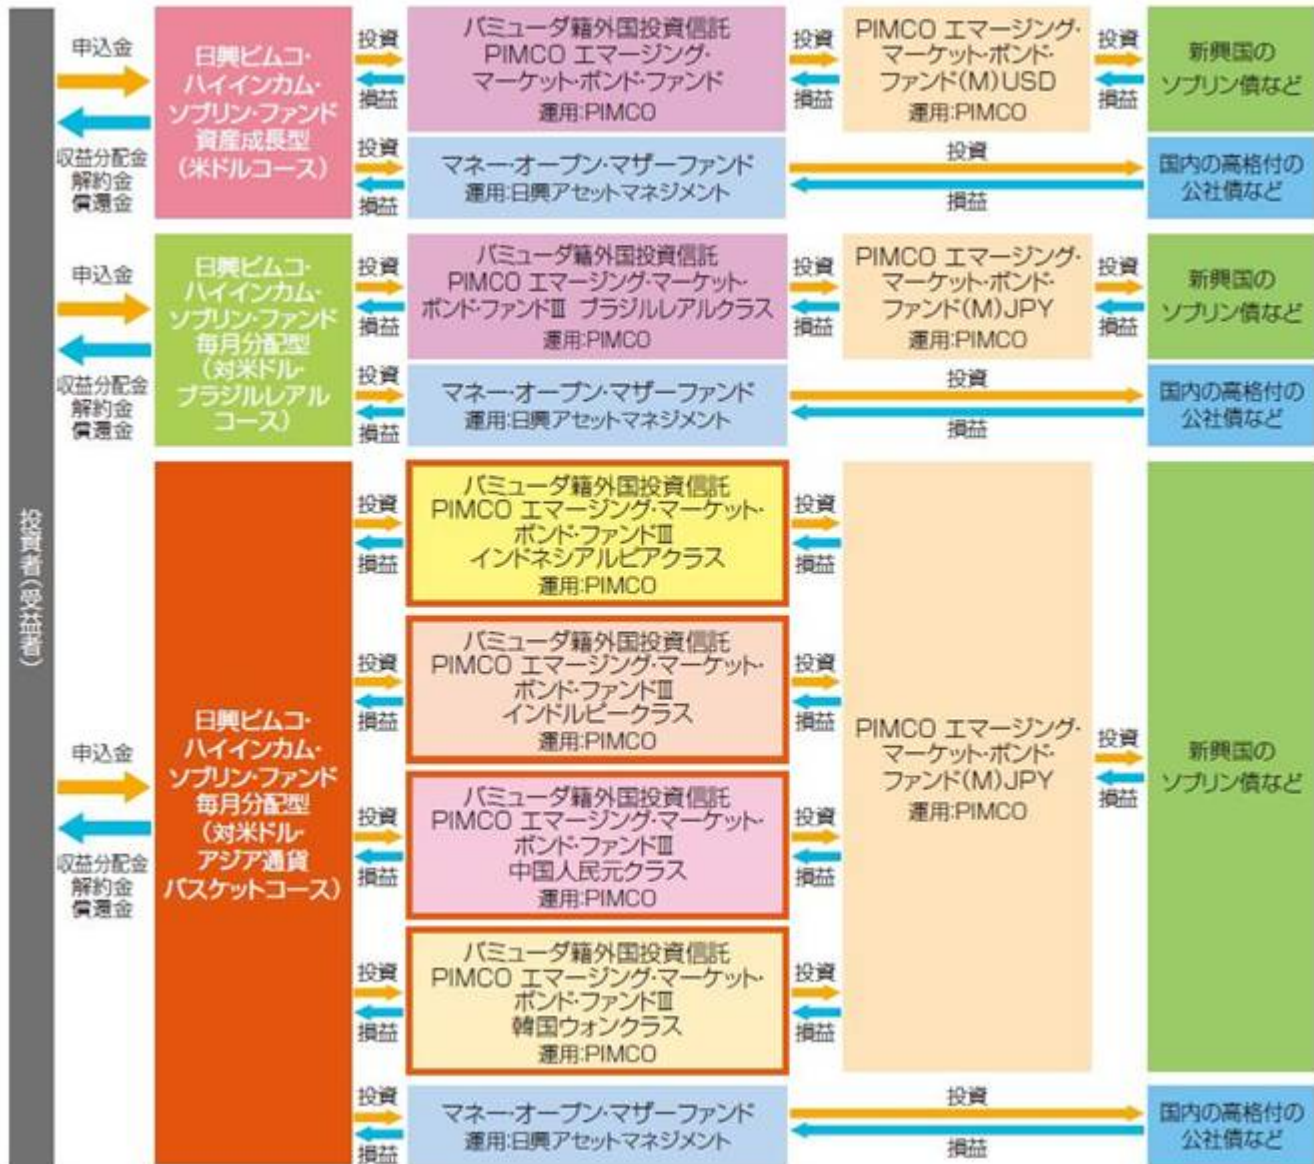 投資者(受益者)
申込金
収益分配金
解約金
償還金
日興ピムコ・
ハイインカム・
ソブリン・ファンド
資産成長型
(米ドルコース)
投資
損益
バミューダ籍外国投資信託
PIMCO エマージング・
マーケット・ボンド・ファンド
運用:PIMCO
投資
損益
PIMCO エマージング・
マーケット・ボンド・
ファンド(M)USD
運用:PIMCO
投資
損益
新興国の
ソブリン債など
投資
損益
マネー・オープン・マザーファンド
運用:日興アセットマネジメント
投資
損益
国内の高格付の
公社債など
申込金
収益分配金
解約金
償還金
日興ピムコ・
ハイインカム・
ソブリン・ファンド
毎月分配型
(対米ドル・
ブラジルレアル
コース)
投資
損益
バミューダ籍外国投資信託
PIMCO エマージング・マーケット・
ボンド・ファンドⅢ ブラジルレアルクラス
運用:PIMCO
投資
損益
PIMCO エマージング・
マーケット・ボンド・
ファンド(M)JPY
運用:PIMCO
投資
損益
新興国の
ソブリン債など
投資
損益
マネー・オープン・マザーファンド
運用:日興アセットマネジメント
投資
損益
国内の高格付の
公社債など
申込金
収益分配金
解約金
償還金
日興ピムコ・
ハイインカム・
ソブリン・ファンド
毎月分配型
(対米ドル・
アジア通貨
バスケットコース)
投資
損益
バミューダ籍外国投資信託
PIMCO エマージング・マーケット・
ボンド・ファンドⅢ
インドネシアルピアクラス
運用:PIMCO
投資
損益
投資
損益
バミューダ籍外国投資信託
PIMCO エマージング・マーケット・
ボンド・ファンドⅢ
インドルピークラス
運用:PIMCO
投資
損益
投資
損益
バミューダ籍外国投資信託
PIMCO エマージング・マーケット・
ボンド・ファンドⅢ
中国人民元クラス
運用:PIMCO
投資
損益
投資
損益
バミューダ籍外国投資信託
PIMCO エマージング・マーケット・
ボンド・ファンドⅢ
韓国ウォンクラス
運用:PIMCO
投資
損益
PIMCO エマージング・
マーケット・ボンド・
ファンド(M)JPY
運用:PIMCO
投資
損益
新興国の
ソブリン債など
投資
損益
マネー・オープン・マザーファンド
運用:日興アセットマネジメント
投資
損益
国内の高格付の
公社債など